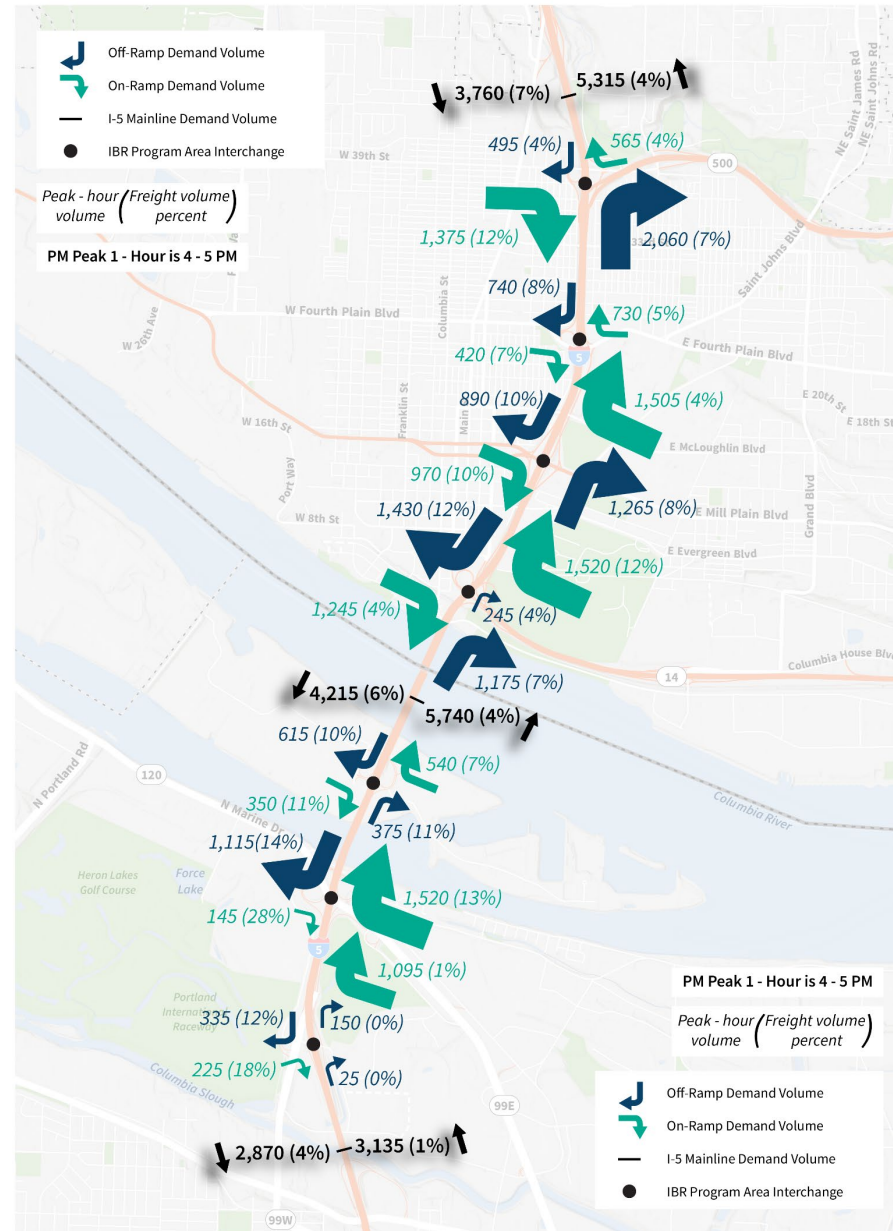 Off-Ramp Demand Volume
On-Ramp Demand Volume
I-5 Mainline Demand Volume
IBR Program Area Interchange
Peak - hour volume (Freight volume percent)
PM Peak 1 - Hour is 4 - 5 PM
3,760 (7%)
5,315 (4%)
NE Saint James Rd
NE Saint Johns Rd
W 39th St
495 (4%)
565 (4%)
500
1,375 (12%)
2,060 (7%)
Saint Johns Blvd
Columbia St
740 (8%)
730 (5%)
W Fourth Plain Blvd
E Fourth Plain Blvd
W 26th Ave
5
420 (7%)
890 (10%)
1,505 (4%)
E 20th St
E 18th St
Franklin St
Main
W 16th St
E McLoughlin Blvd
970 (10%)
Port Way
1,430 (12%)
1,265 (8%)
Grand Blvd
W 8th St
E Mill Plain Blvd
E Evergreen Blvd
1,520 (12%)
1,245 (4%)
245 (4%)
Columbia House Blv
14
1,175 (7%)
4,215 (6%)
5,740 (4%)
615 (10%)
540 (7%)
N Portland Rd
120
350 (11%)
375 (11%)
Columbia River
N Marine Dr
1,115(14%)
Heron Lakes
Golf Course
Force
Lake
1,520 (13%)
145 (28%)
5
1,095 (1%)
PM Peak 1 - Hour is 4 - 5 PM
Portland
International
Raceway
335 (12%)
150 (0%)
Peak - hour volume (Freight volume percent)
225 (18%)
25 (0%)
Columbia Slough
99E
Off-Ramp Demand Volume
On-Ramp Demand Volume
I-5 Mainline Demand Volume
IBR Program Area Interchange
2,870 (4%)
3,135 (1%)
99W